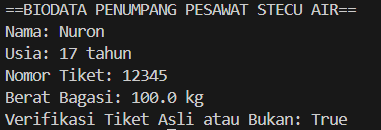 ==BIODATA PENUMPANG PESAWAT STECU AIR==
Nama: Nuron
Usia: 17 tahun
Nomor Tiket: 12345
Berat Bagasi: 100.0 kg
Verifikasi Tiket Asli atau Bukan: True